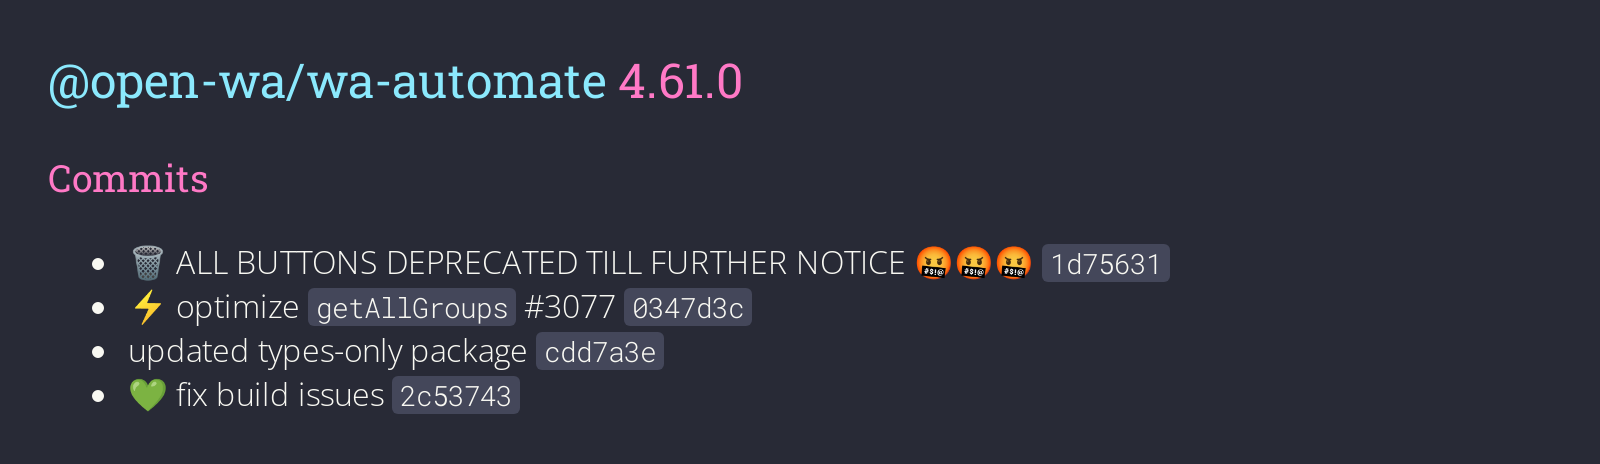 @open-wa/wa-automate 4.61.0
Commits
🗑️ ALL BUTTONS DEPRECATED TILL FURTHER NOTICE 🤬🤬🤬 1d75631
⚡ optimize getAllGroups #3077 0347d3c
updated types-only package cdd7a3e
💚 fix build issues 2c53743